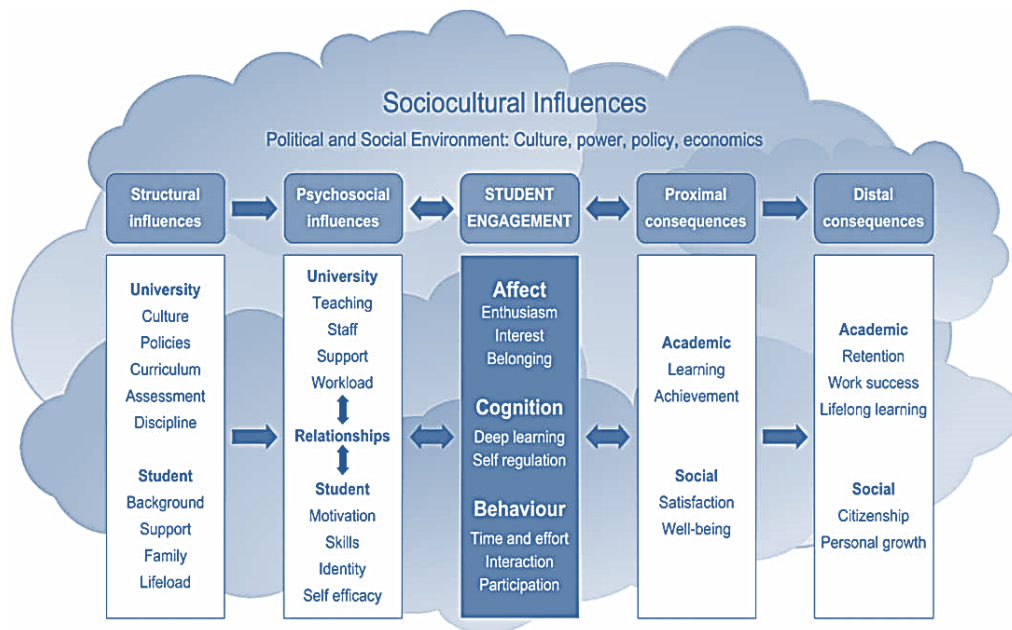 Sociocultural Influences
Political and Social Environment: Culture, power, policy, economics
Structural
influences
Psychosocial
influences
STUDENT
ENGAGEMENT
Proximal
consequences
Distal
consequences
University
Culture
Policies
Curriculum
Assessment
Discipline
Student
Background
Support
Family
Lifeload
University
Teaching
Staff
Support
Workload
Relationships
Student
Motivation
Skills
Identity
Self efficacy
Affect
Enthusiasm
Interest
Belonging
Cognition
Deep learning
Self regulation
Behaviour
Time and effort
Interaction
Participation
Academic
Learning
Achievement
Social
Satisfaction
Well-being
Academic
Retention
Work success
Lifelong learning
Social
Citizenship
Personal growth